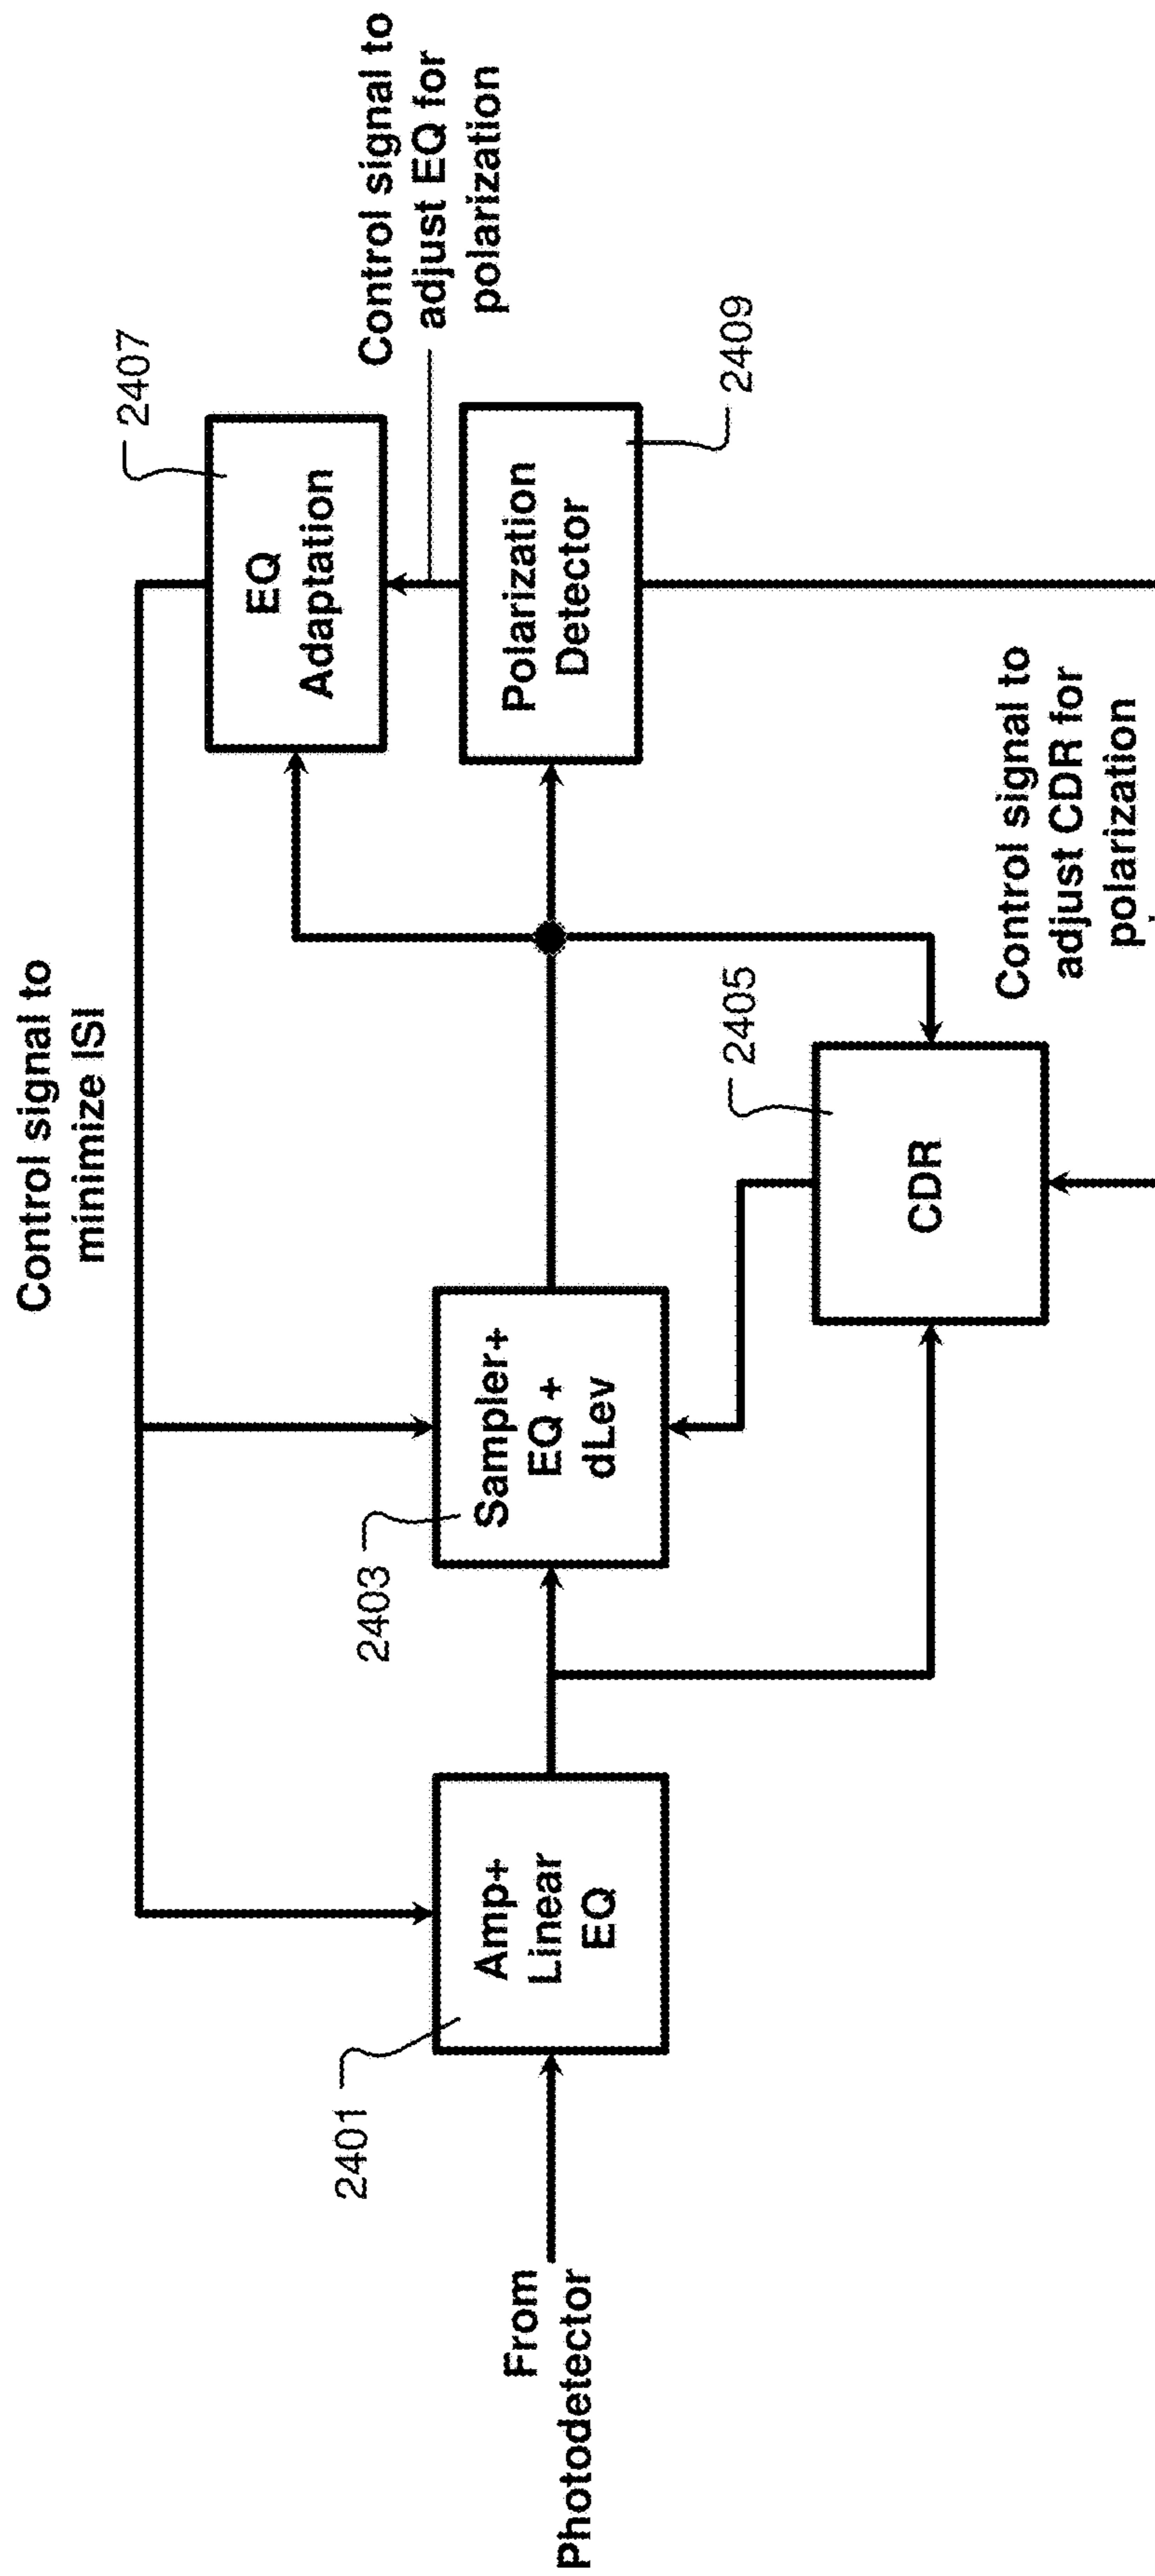 Control signal to
minimize ISI
2407
EQ
Adaptation
Control signal to
adjust EQ for
polarization
2403
Sampler+
EQ +
dLev
2401
Amp+
Linear
EQ
From
Photodetector
Polarization
Detector
2409
2405
CDR
Control signal to
adjust CDR for
polarization